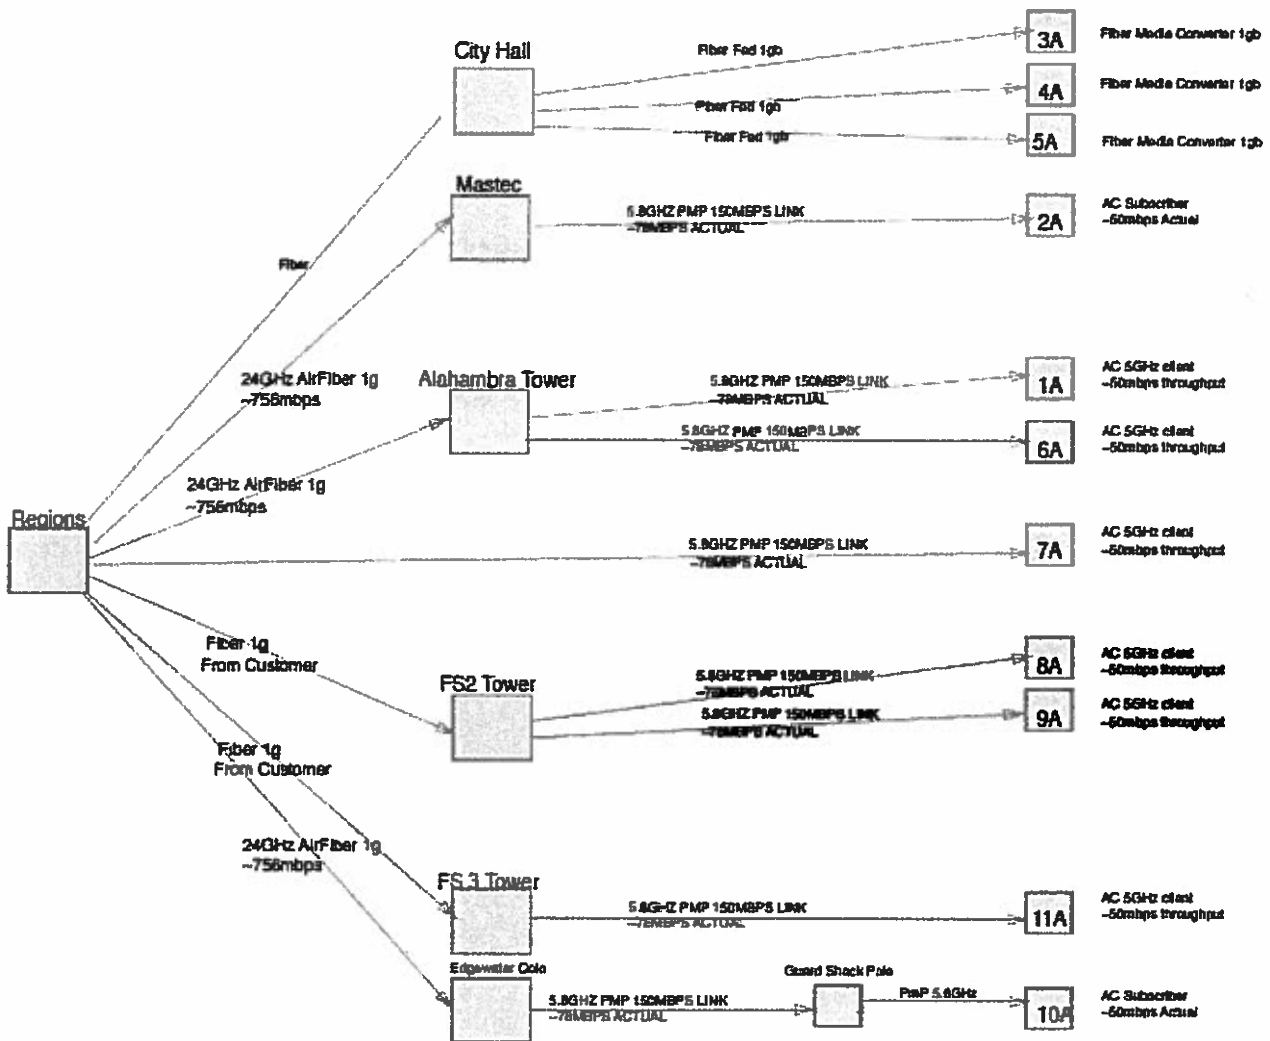 City Hall
Fiber Fed 1gb
3A
Fiber Media Converter 1gb
Fiber Fed 1gb
4A
Fiber Media Converter 1gb
Fiber Fed 1gb
5A
Fiber Media Converter 1gb
Mastec
5.8GHZ PMP 150MBPS LINK
~78MBPS ACTUAL
2A
AC Subscriber
~50mbps Actual
Fiber
24GHz AirFiber 1g
~756mbps
Alahambra Tower
5.8GHZ PMP 150MBPS LINK
~78MBPS ACTUAL
1A
AC 5GHz client
~50mbps throughput
5.8GHZ PMP 150MBPS LINK
~78MBPS ACTUAL
6A
AC 5GHz client
~50mbps throughput
24GHz AirFiber 1g
~756mbps
Regions
5.8GHZ PMP 150MBPS LINK
~78MBPS ACTUAL
7A
AC 5GHz client
~50mbps throughput
Fiber 1g
From Customer
FS2 Tower
5.8GHZ PMP 150MBPS LINK
~78MBPS ACTUAL
8A
AC 5GHz client
~50mbps throughput
5.8GHZ PMP 150MBPS LINK
~78MBPS ACTUAL
9A
AC 5GHz client
~50mbps throughput
Fiber 1g
From Customer
24GHz AirFiber 1g
~756mbps
FS 3 Tower
5.8GHZ PMP 150MBPS LINK
~78MBPS ACTUAL
11A
AC 5GHz client
~50mbps throughput
Edgewater Colo
5.8GHZ PMP 150MBPS LINK
~78MBPS ACTUAL
Guard Shack Pole
PmP 5.8GHz
10A
AC Subscriber
~50mbps Actual